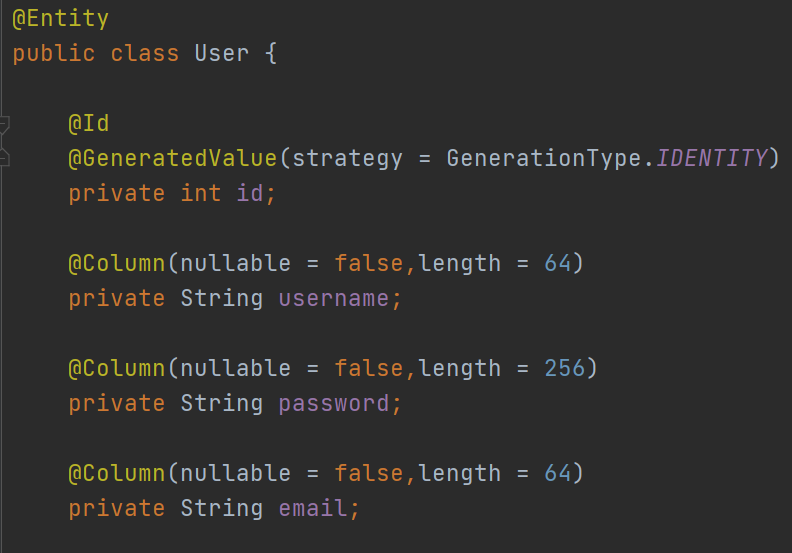 @Entity
public class User {
@Id
@GeneratedValue(strategy = GenerationType.IDENTITY)
private int id;
@Column(nullable = false,length = 64)
private String username;
@Column(nullable = false,length = 256)
private String password;
@Column(nullable = false,length = 64)
private String email;